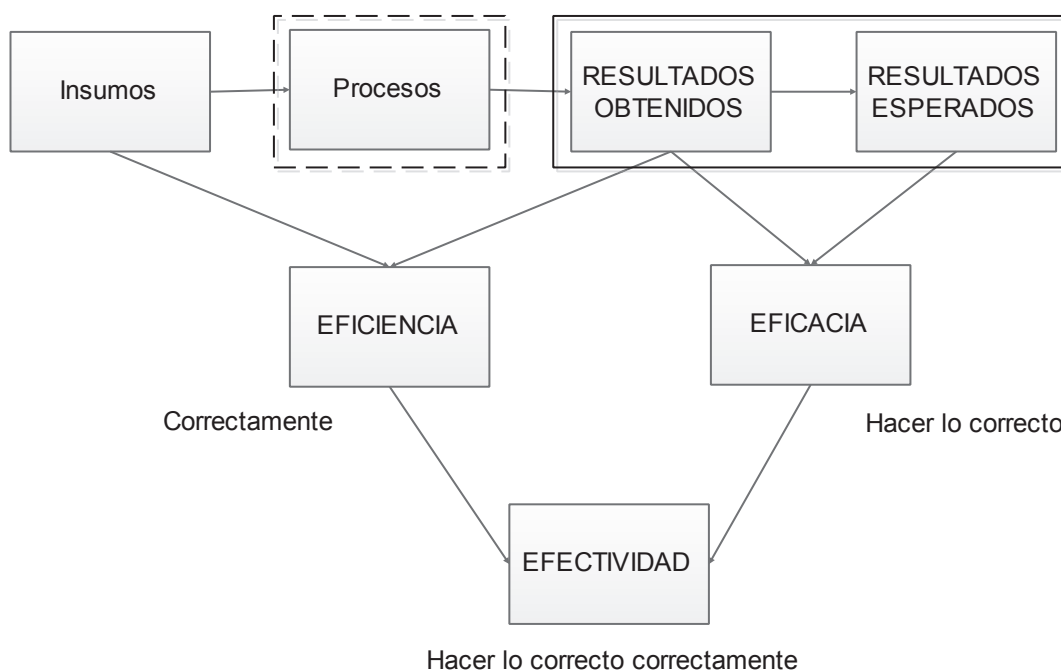 Insumos
Procesos
RESULTADOS
OBTENIDOS
RESULTADOS
ESPERADOS
EFICIENCIA
EFICACIA
Correctamente
Hacer lo correcto
EFECTIVIDAD
Hacer lo correcto correctamente